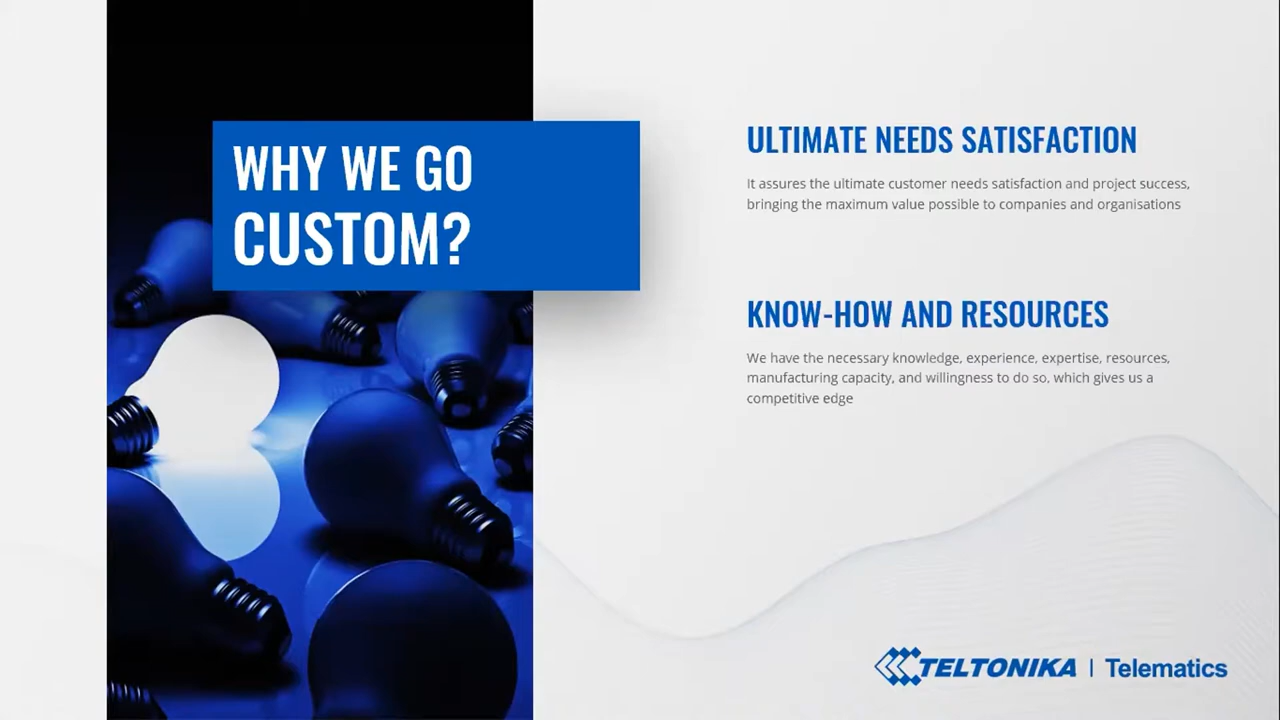 WHY WE GO
CUSTOM?
ULTIMATE NEEDS SATISFACTION
It assures the ultimate customer needs satisfaction and project success,
bringing the maximum value possible to companies and organisations
KNOW-HOW AND RESOURCES
We have the necessary knowledge, experience, expertise, resources,
manufacturing capacity, and willingness to do so, which gives us a
competitive edge
TELTONIKA | Telematics